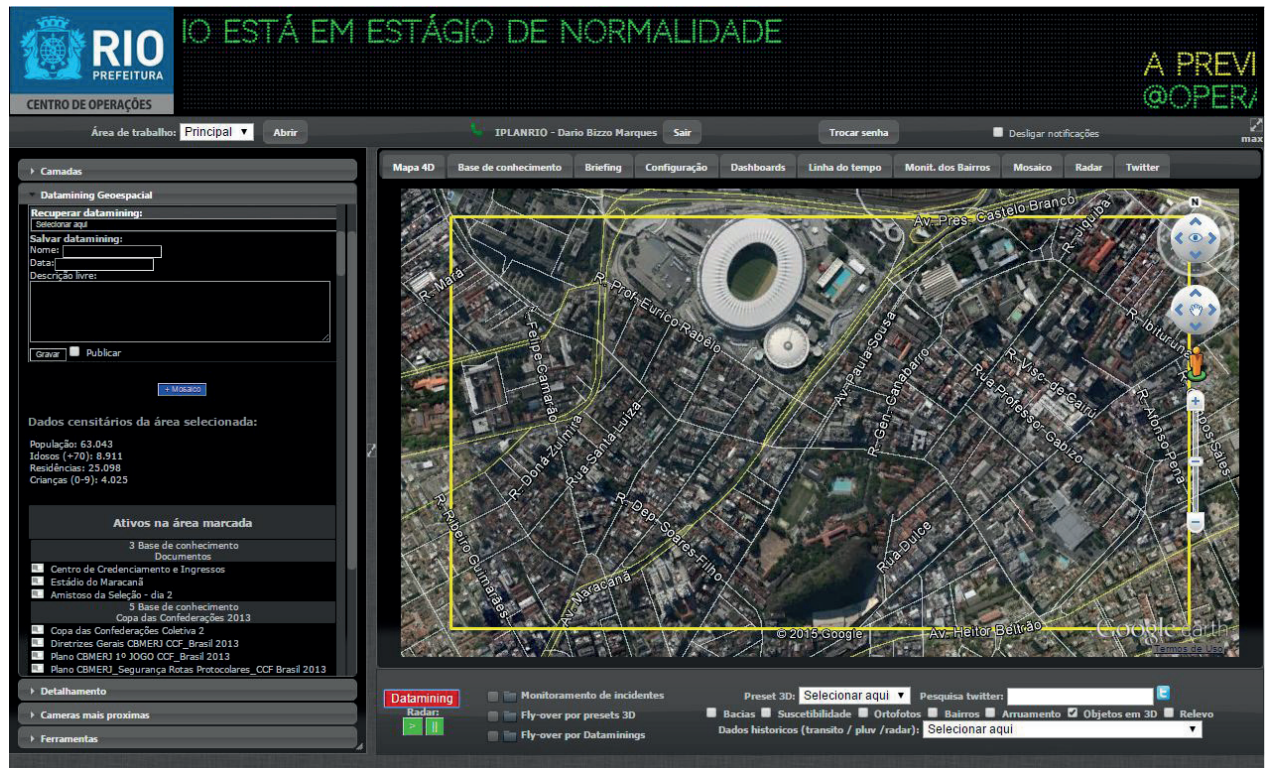 IO ESTÁ EM ESTÁGIO DE NORMALIDADE
A PREVI
@OPERA
RIO
PREFEITURA
CENTRO DE OPERAÇÕES
Área de trabalho: Principal Abrir
IPLANRIO - Dario Bizzo Marques Sair
Trocar senha
Desligar notificações
max
Camadas
Datamining Geoespacial
Recuperar datamining:
Selecionar aqui
Salvar datamining:
Nome:
Data:
Descrição livre:
Gravar Publicar
+ Mosaico
Dados censitários da área selecionada:
População: 63.043
Idosos (+70): 8.911
Residências: 25.098
Crianças (0-9): 4.025
Ativos na área marcada
3 Base de conhecimento
Documentos
Centro de Credenciamento e Ingressos
Estádio do Maracanã
Amistoso da Seleção - dia 2
5 Base de conhecimento
Copa das Confederações 2013
Copa das Confederações Coletiva 2
Diretrizes Gerais CBMERJ CCF_Brasil 2013
Plano CBMERJ 1º JOGO CCF_Brasil 2013
Plano CBMERJ_Segurança Rotas Protocolares_CCF Brasil 2013
Detalhamento
Cameras mais proximas
Ferramentas
Mapa 4D Base de conhecimento Briefing Configuração Dashboards Linha do tempo Monit. dos Bairros Mosaico Radar Twitter
Av. Pres. Castelo Branco
N
R. Jiquibá
R. Mará
R. Prof. Eurico Rabelo
R. Ibituruna
R. Felipe Camarão
Av. Paula Sousa
R. Gen. Canabarro
R. Visc. de Cairú
Rua Professor Gabizo
R. Afonso Pena
pos Sales
R. Dona Zulmira
Rua Santa Luiza
R. Ribeiro Guimarães
R. Dep. Soares Filho
Rua Dulce
Av. Maracanã
Av. Heitor Beltrão
© 2015 Google
Google earth
Termos de Uso
Datamining
Radar:
> ||
Monitoramento de incidentes
Fly-over por presets 3D
Fly-over por Dataminings
Preset 3D: Selecionar aqui Pesquisa twitter:
Bacias Suscetibilidade Ortofotos Bairros Arruamento Objetos em 3D Relevo
Dados historicos (transito / pluv /radar): Selecionar aqui